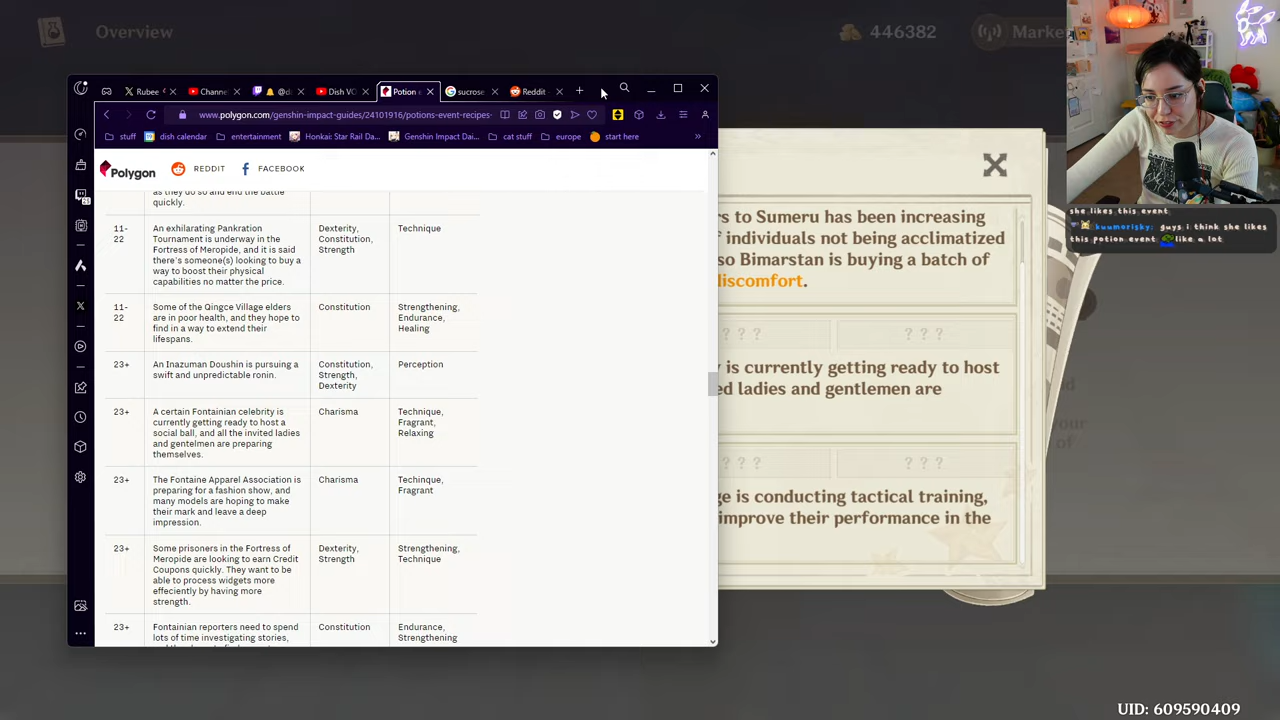 Overview
446382
Marke
Rubee
Channe
@d
Dish VO
Potion e
sucrose
Reddit
www.polygon.com/genshin-impact-guides/24101916/potions-event-recipes-
stuff
dish calendar
entertainment
Honkai: Star Rail Da...
Genshin Impact Dai...
cat stuff
europe
start here
Polygon
REDDIT
FACEBOOK
as they do so and end the battle
quickly.
11-
22
An exhilarating Pankration
Tournament is underway in the
Fortress of Meropide, and it is said
there's someone(s) looking to buy a
way to boost their physical
capabilities no matter the price.
Dexterity,
Constitution,
Strength
Technique
11-
22
Some of the Qingce Village elders
are in poor health, and they hope to
find in a way to extend their
lifespans.
Constitution
Strengthening,
Endurance,
Healing
23+
An Inazuman Doushin is pursuing a
swift and unpredictable ronin.
Constitution,
Strength,
Dexterity
Perception
23+
A certain Fontainian celebrity is
currently getting ready to host a
social ball, and all the invited ladies
and gentelmen are preparing
themselves.
Charisma
Technique,
Fragrant,
Relaxing
23+
The Fontaine Apparel Association is
preparing for a fashion show, and
many models are hoping to make
their mark and leave a deep
impression.
Charisma
Techinque,
Fragrant
23+
Some prisoners in the Fortress of
Meropide are looking to earn Credit
Coupons quickly. They want to be
able to process widgets more
effeciently by having more
strength.
Dexterity,
Strength
Strengthening,
Technique
23+
Fontainian reporters need to spend
lots of time investigating stories,
Constitution
Endurance,
Strengthening
rs to Sumeru has been increasing
f individuals not being acclimatized
so Bimarstan is buying a batch of
discomfort.
? ? ?
? ? ?
y is currently getting ready to host
ed ladies and gentlemen are
? ? ?
? ? ?
ge is conducting tactical training,
improve their performance in the
she likes this event
kuumorisky: guys i think she likes
this potion event like a lot
our
of
UID: 609590409